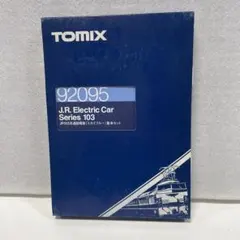 TOMIX
92095
J.R. Electric Car
Series 103